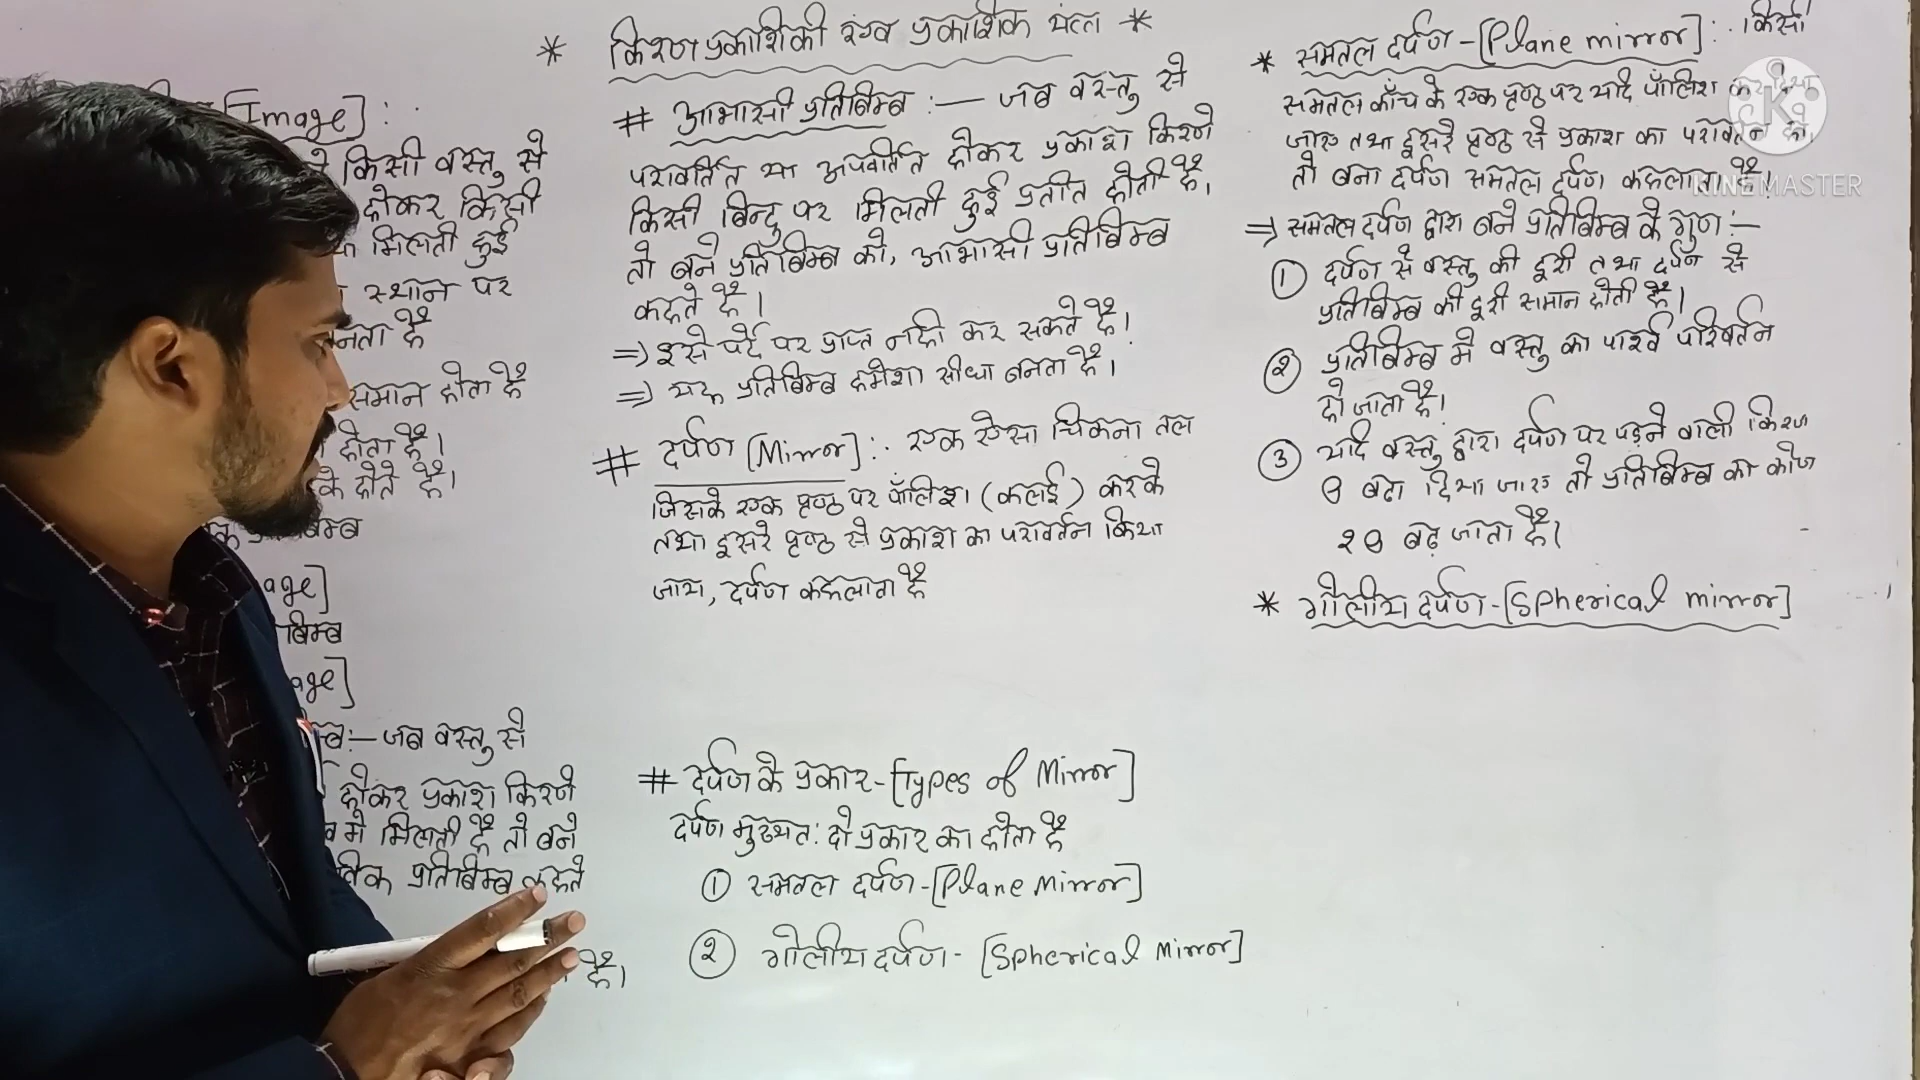 * किरण प्रकाशिकी एंव प्रकाशिक यंत्र *
Image] :
किसी वस्तु से
होकर किसी
मिलती हुई
स्थान पर
बनता है
समान होता है
होता है।
के होते है।
age]
age]
जब वस्तु से
होकर प्रकाश किरणे
मे मिलती है तो बने
प्रतिबिम्ब कहते
है।
# आभासी प्रतिबिम्ब :— जब वस्तु से
परावर्तित या अपवर्तित होकर प्रकाश किरणे
किसी बिन्दु पर मिलती हुई प्रतीत होती है।
तो बने प्रतिबिम्ब को, आभासी प्रतिबिम्ब
कहते है।
⇒ इसे पर्दे पर प्राप्त नही कर सकते है।
⇒ यह प्रतिबिम्ब हमेशा सीधा बनता है।
# दर्पण [Mirror] :. एक ऐसा चिकना तल
जिसके एक पृष्ठ पर पॉलिश (कलई) करके
तथा दूसरे पृष्ठ से प्रकाश का परावर्तन किया
जाय, दर्पण कहलाता है
# दर्पण के प्रकार - [Types of Mirror]
दर्पण मुख्यतः दो प्रकार का होता है
① समतल दर्पण - [Plane Mirror]
② गोलीय दर्पण - [Spherical Mirror]
* समतल दर्पण - [Plane mirror] : . किसी
समतल काँच के एक पृष्ठ पर यदि पॉलिश कर
जाए तथा दूसरे पृष्ठ से प्रकाश का परावर्तन हो,
तो बना दर्पण समतल दर्पण कहलाता है।
K
KINEMASTER
⇒ समतल दर्पण द्वारा बने प्रतिबिम्ब के गुण :—
① दर्पण से वस्तु की दूरी तथा दर्पन से
प्रतिबिम्ब की दूरी समान होती है।
② प्रतिबिम्ब मे वस्तु का पार्श्व परिवर्तन
हो जाता है।
③ यदि वस्तु द्वारा दर्पण पर पड़ने वाली किरण
θ बढा दिया जाए तो प्रतिबिम्ब का कोण
२θ बढ़ जाता है।
* गोलीय दर्पण - [Spherical mirror]